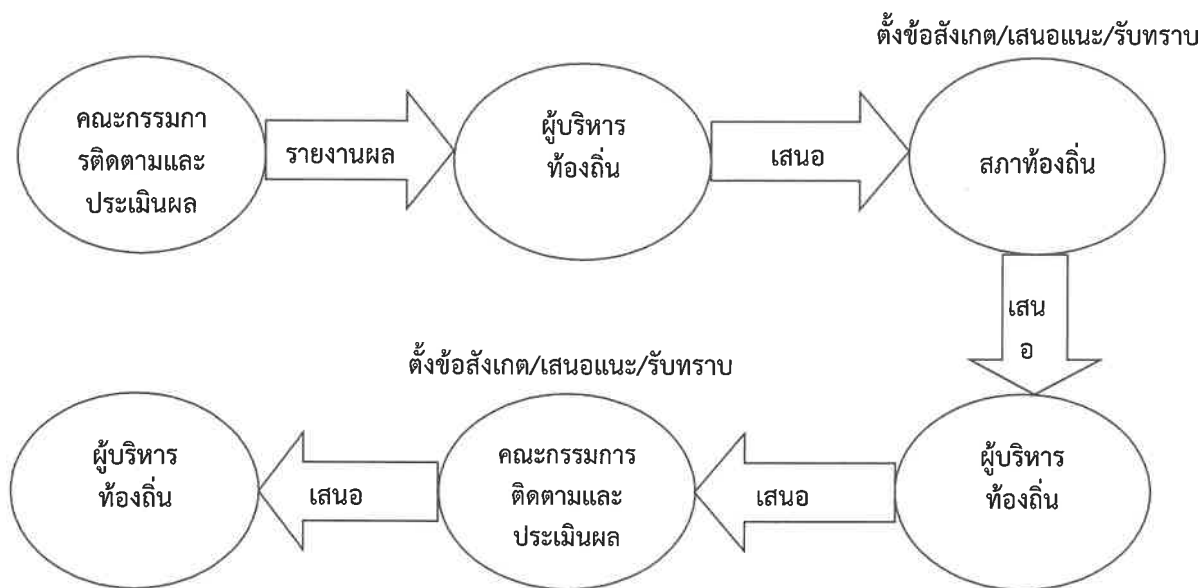 ตั้งข้อสังเกต/เสนอแนะ/รับทราบ
คณะกรรมกา
รติดตามและ
ประเมินผล
รายงานผล
ผู้บริหาร
ท้องถิ่น
เสนอ
สภาท้องถิ่น
เสน
อ
ตั้งข้อสังเกต/เสนอแนะ/รับทราบ
ผู้บริหาร
ท้องถิ่น
เสนอ
คณะกรรมการ
ติดตามและ
ประเมินผล
เสนอ
ผู้บริหาร
ท้องถิ่น